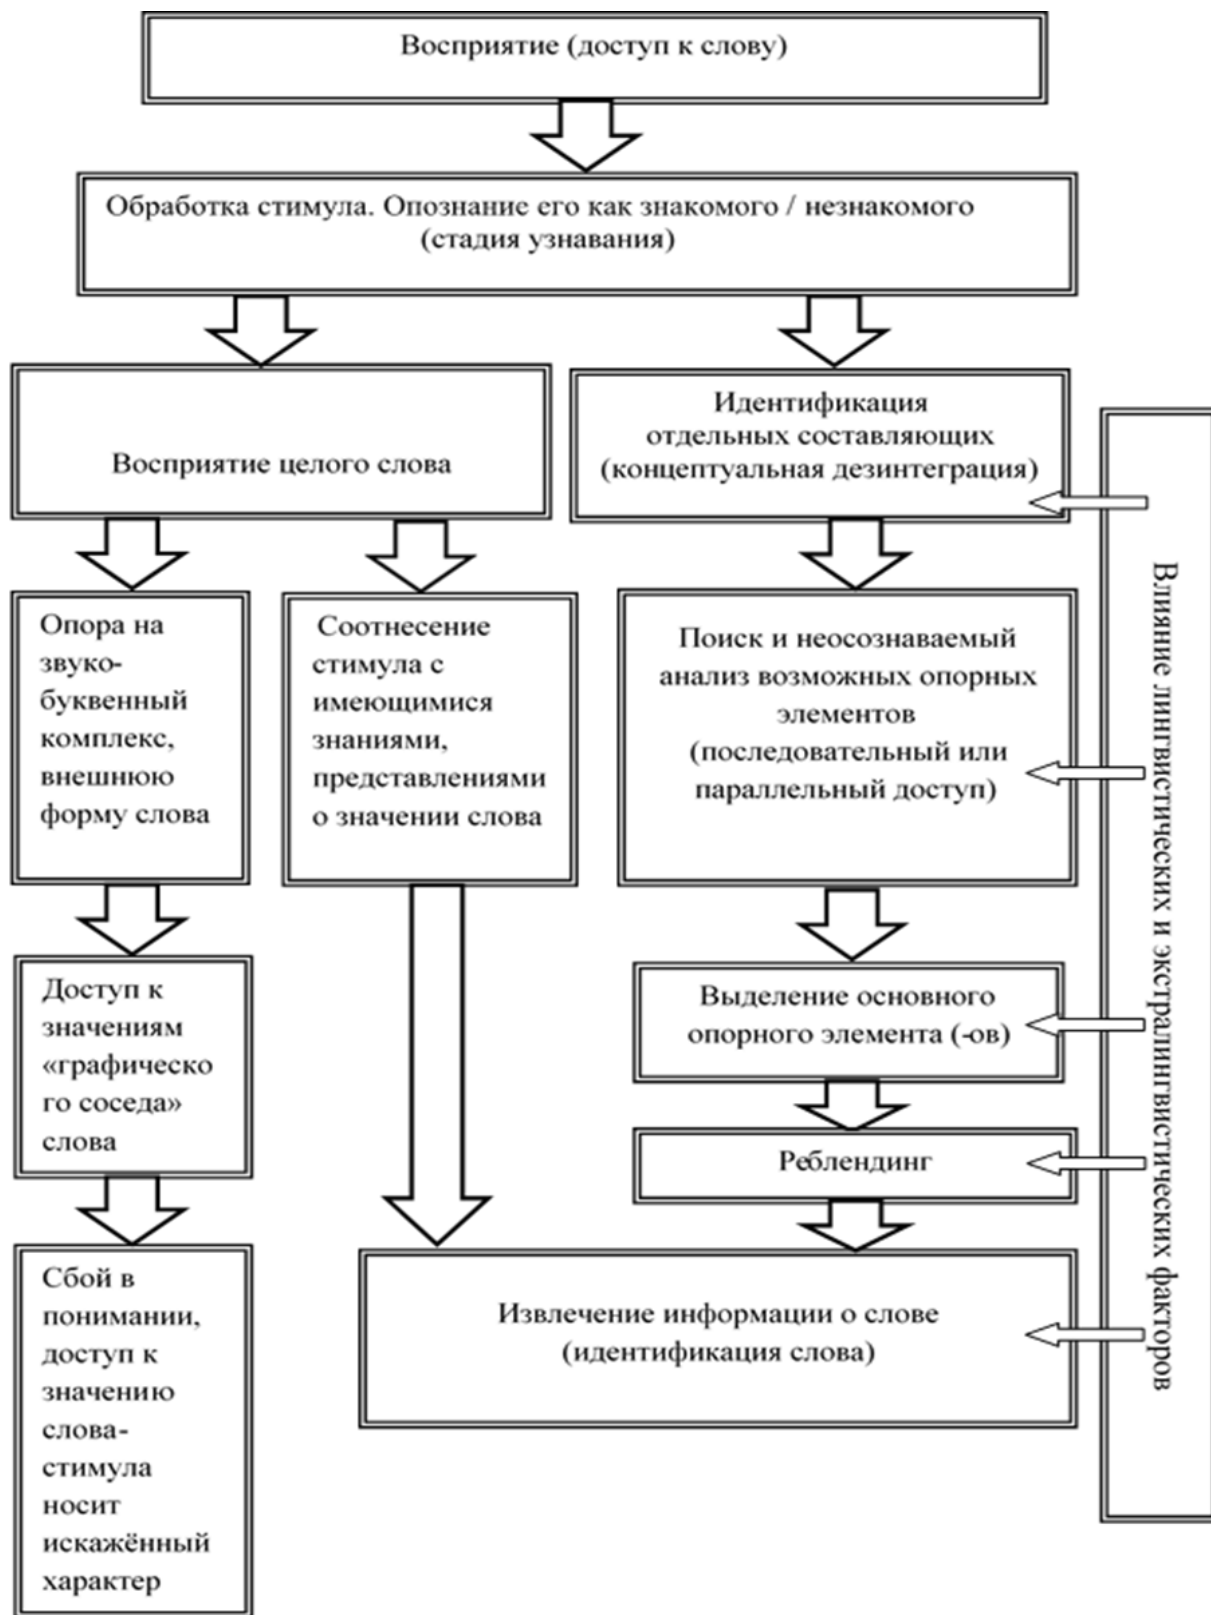 Восприятие (доступ к слову)
Обработка стимула. Опознание его как знакомого / незнакомого
(стадия узнавания)
Восприятие целого слова
Идентификация
отдельных составляющих
(концептуальная дезинтеграция)
Опора на
звуко-
буквенный
комплекс,
внешнюю
форму слова
Соотнесение
стимула с
имеющимися
знаниями,
представлениями
о значении слова
Поиск и неосознаваемый
анализ возможных опорных
элементов
(последовательный или
параллельный доступ)
Доступ к
значениям
«графическо
го соседа»
слова
Выделение основного
опорного элемента (-ов)
Реблендинг
Сбой в
понимании,
доступ к
значению
слова-
стимула
носит
искажённый
характер
Извлечение информации о слове
(идентификация слова)
Влияние лингвистических и экстралингвистических факторов